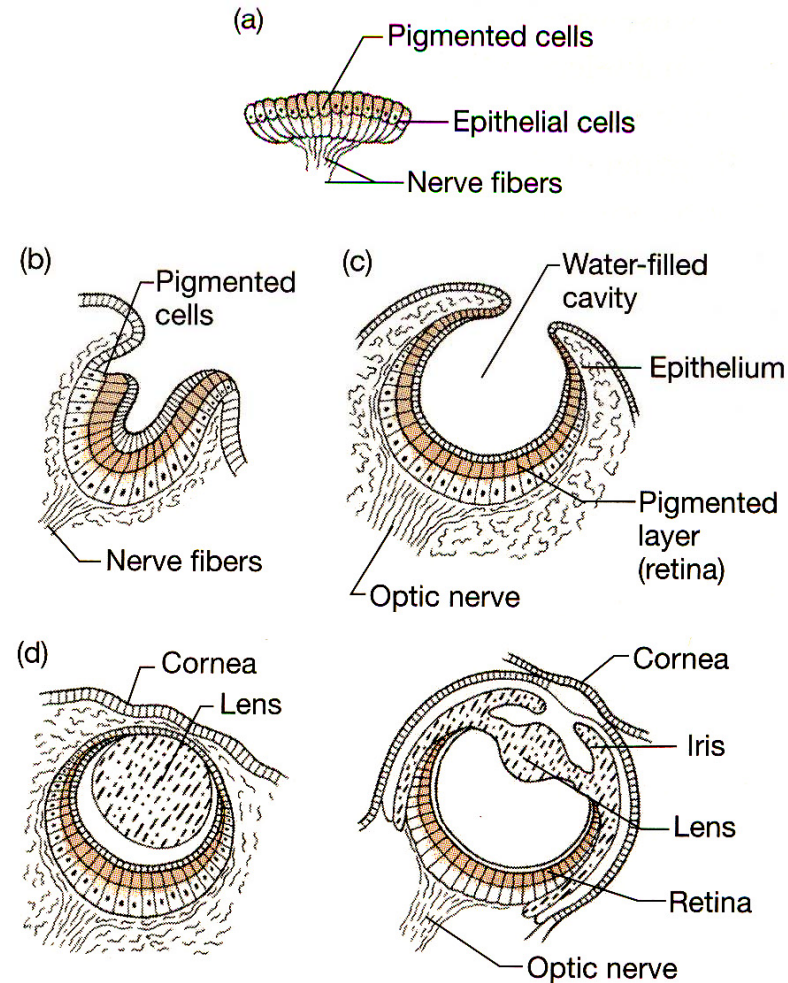 (a)
Pigmented cells
Epithelial cells
Nerve fibers
(b)
Pigmented
cells
Nerve fibers
(c)
Water-filled
cavity
Epithelium
Pigmented
layer
(retina)
Optic nerve
(d)
Cornea
Lens
Cornea
Iris
Lens
Retina
Optic nerve